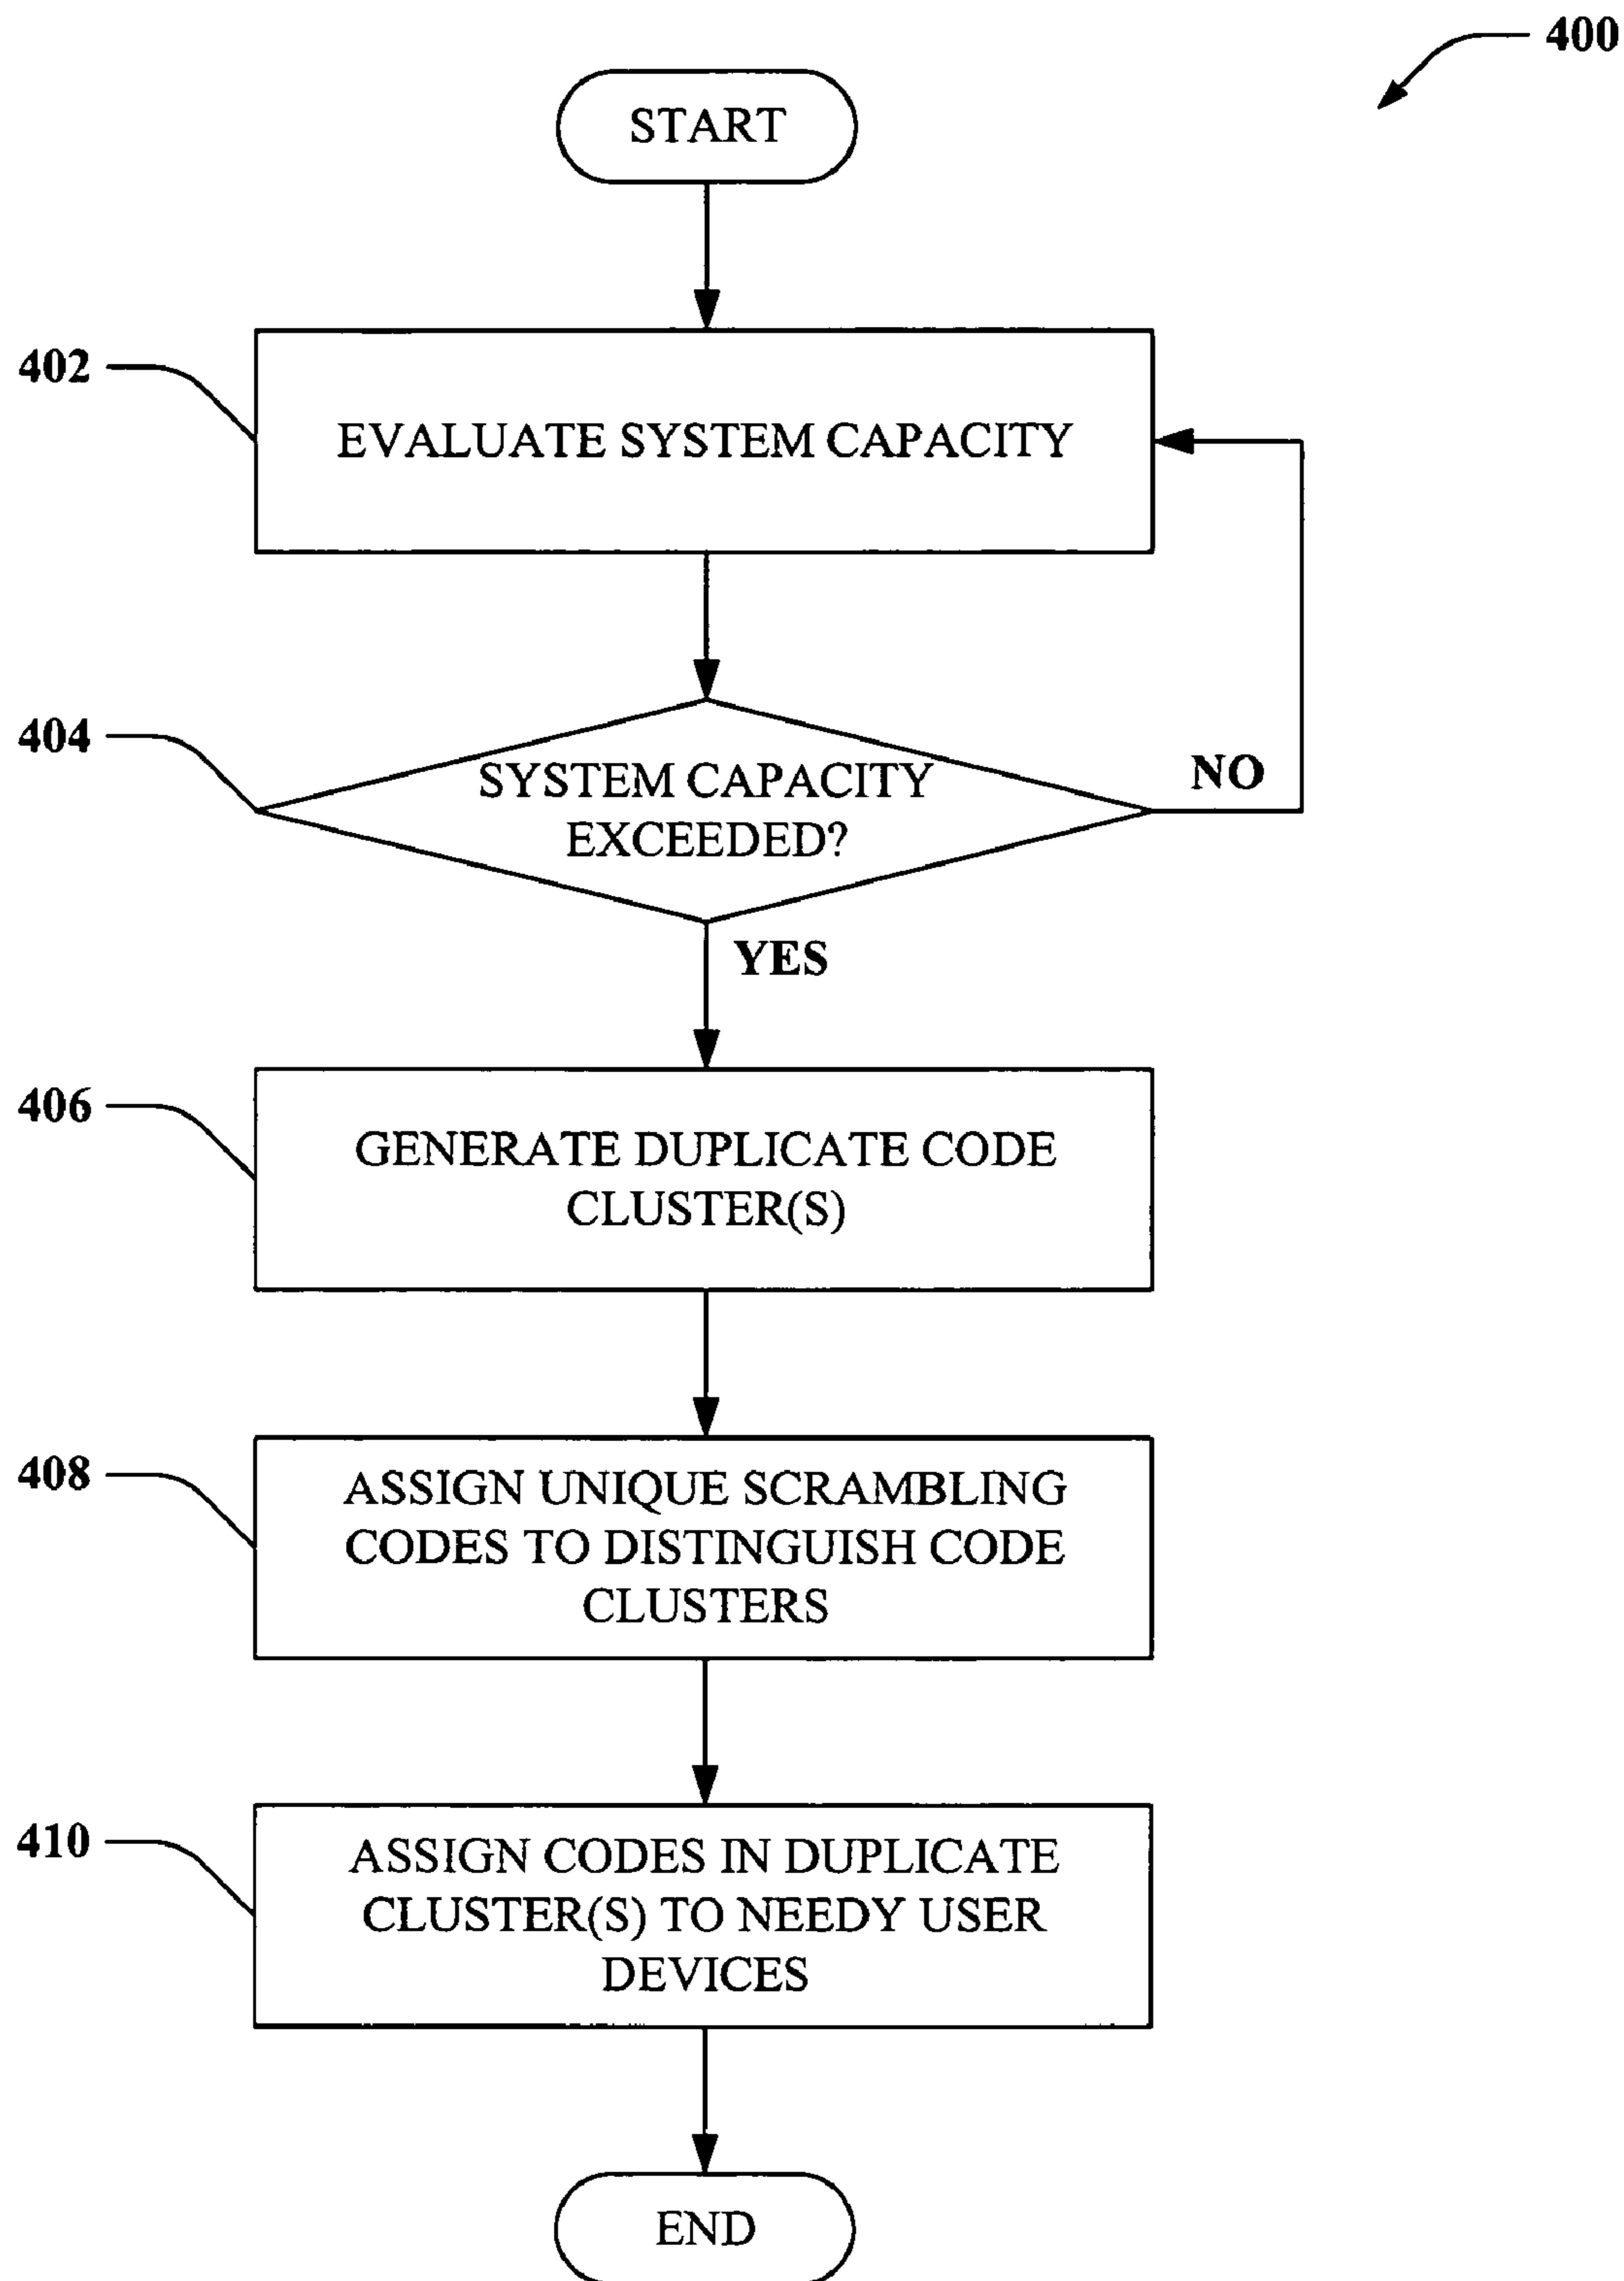 400
START
402
EVALUATE SYSTEM CAPACITY
404
SYSTEM CAPACITY
EXCEEDED?
NO
YES
406
GENERATE DUPLICATE CODE
CLUSTER(S)
408
ASSIGN UNIQUE SCRAMBLING
CODES TO DISTINGUISH CODE
CLUSTERS
410
ASSIGN CODES IN DUPLICATE
CLUSTER(S) TO NEEDY USER
DEVICES
END